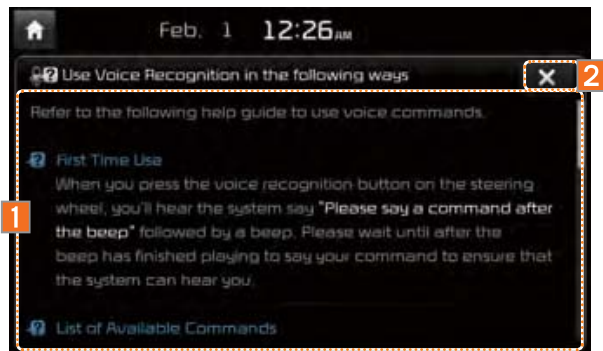 Feb. 1 12:26 AM
Use Voice Recognition in the following ways
2
Refer to the following help guide to use voice commands.
First Time Use
When you press the voice recognition button on the steering
wheel, you'll hear the system say "Please say a command after
the beep" followed by a beep. Please wait until after the
beep has finished playing to say your command to ensure that
the system can hear you.
1
List of Available Commands